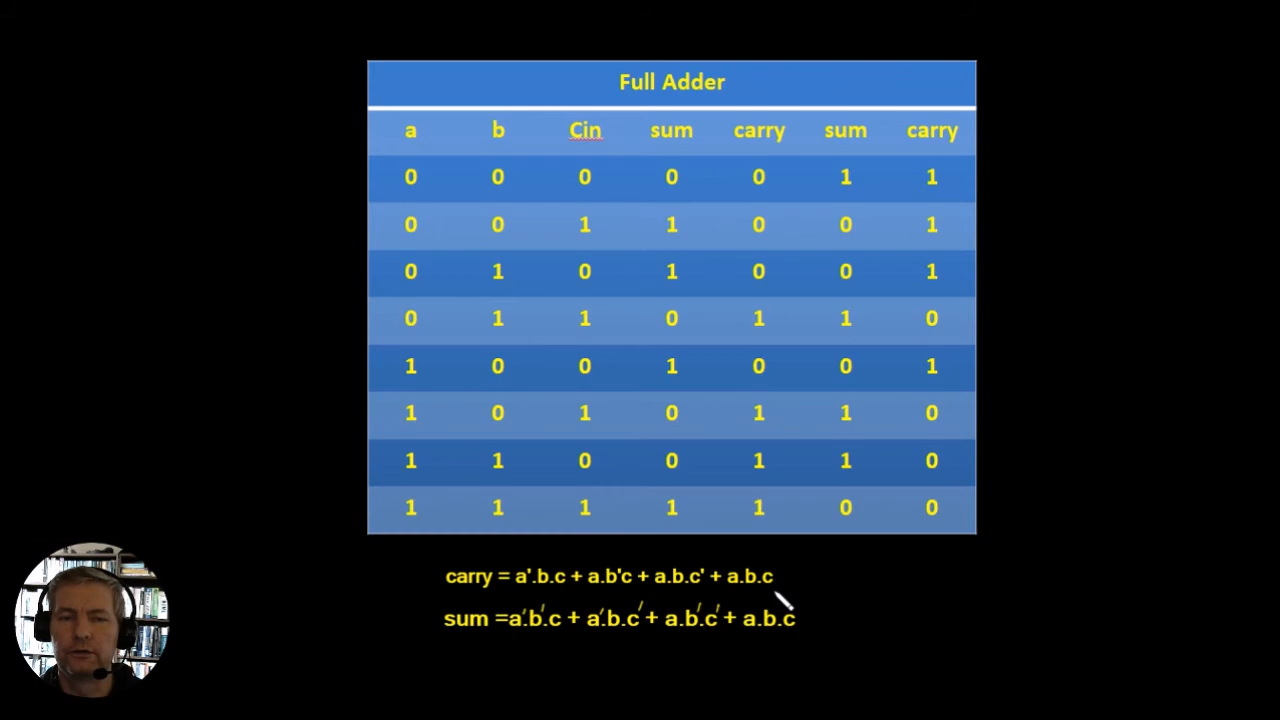 Full Adder
a b Cin sum carry sum carry
0 0 0 0 0 1 1
0 0 1 1 0 0 1
0 1 0 1 0 0 1
0 1 1 0 1 1 0
1 0 0 1 0 0 1
1 0 1 0 1 1 0
1 1 0 0 1 1 0
1 1 1 1 1 0 0
carry = a'.b.c + a.b'c + a.b.c' + a.b.c
sum =a'.b'.c + a'.b.c' + a.b'.c' + a.b.c